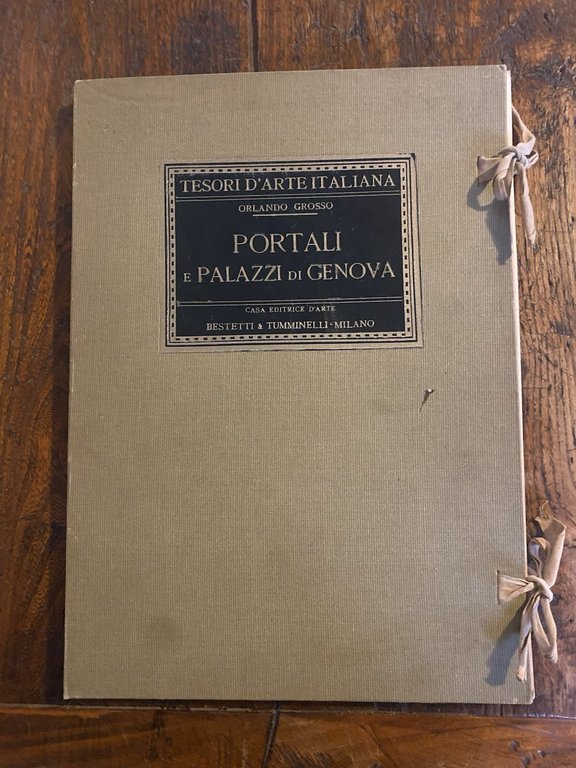 TESORI D'ARTE ITALIANA
ORLANDO GROSSO
PORTALI
E PALAZZI DI GENOVA
CASA EDITRICE D'ARTE
BESTETTI & TUMMINELLI-MILANO